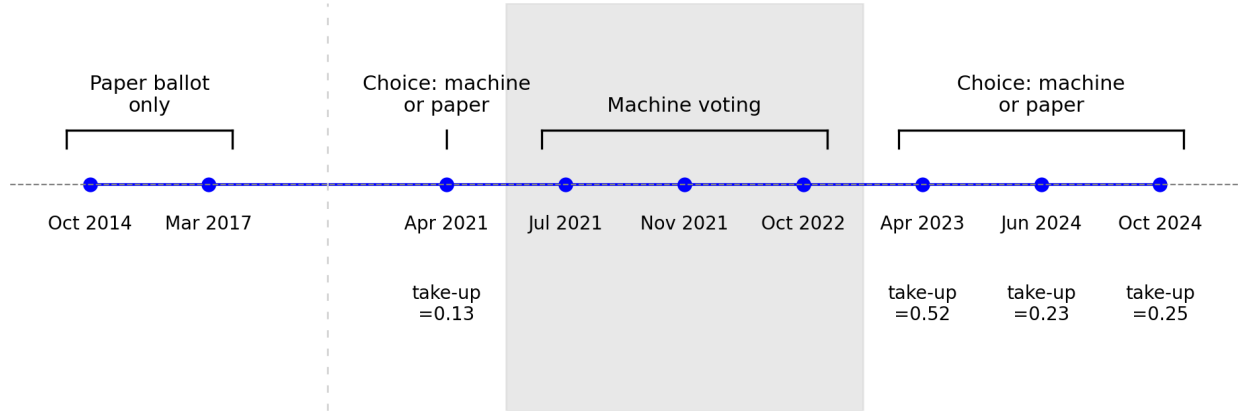 Paper ballot
only
Choice: machine
or paper
Machine voting
Choice: machine
or paper
Oct 2014
Mar 2017
Apr 2021
Jul 2021
Nov 2021
Oct 2022
Apr 2023
Jun 2024
Oct 2024
take-up
=0.13
take-up
=0.52
take-up
=0.23
take-up
=0.25